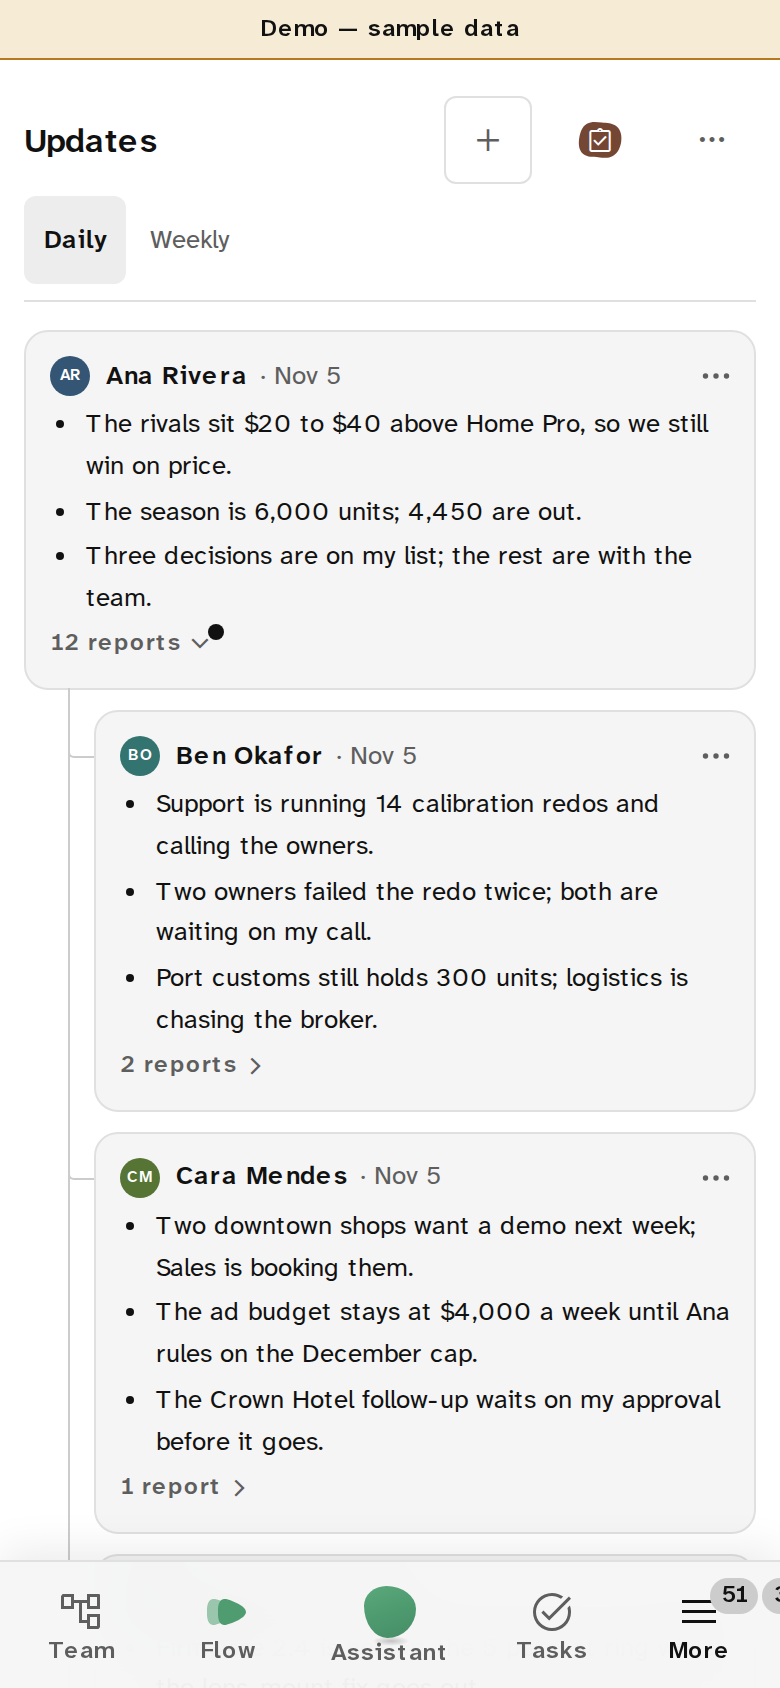 Demo — sample data
Updates
Daily
Weekly
AR
Ana Rivera · Nov 5
• The rivals sit $20 to $40 above Home Pro, so we still
win on price.
• The season is 6,000 units; 4,450 are out.
• Three decisions are on my list; the rest are with the
team.
12 reports
BO
Ben Okafor · Nov 5
• Support is running 14 calibration redos and
calling the owners.
• Two owners failed the redo twice; both are
waiting on my call.
• Port customs still holds 300 units; logistics is
chasing the broker.
2 reports
CM
Cara Mendes · Nov 5
• Two downtown shops want a demo next week;
Sales is booking them.
• The ad budget stays at $4,000 a week until Ana
rules on the December cap.
• The Crown Hotel follow-up waits on my approval
before it goes.
1 report
51
Team
Flow
Assistant
Tasks
More
the lens-mount fix goes out.